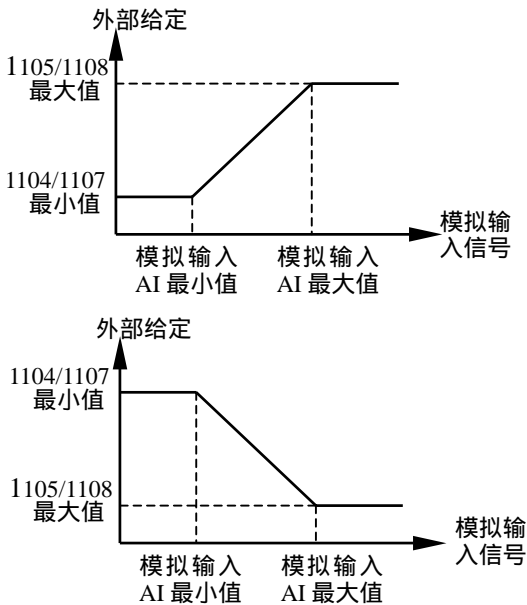 外部给定
1105/1108
最大值
1104/1107
最小值
模拟输
入信号
模拟输入
AI 最小值
模拟输入
AI 最大值
外部给定
1104/1107
最小值
1105/1108
最大值
模拟输
入信号
模拟输入
AI 最小值
模拟输入
AI 最大值